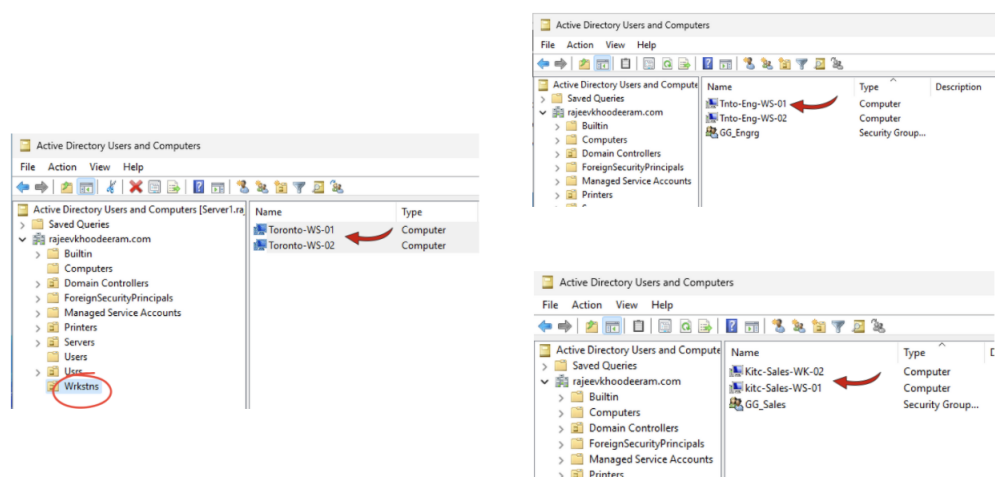 Active Directory Users and Computers
File Action View Help
Active Directory Users and Computers [Server1.raj
Saved Queries
rajeevkhoodeeram.com
Builtin
Computers
Domain Controllers
ForeignSecurityPrincipals
Managed Service Accounts
Printers
Servers
Users
Usrs
Wrkstns
Name Type
Toronto-WS-01 Computer
Toronto-WS-02 Computer
Active Directory Users and Computers
File Action View Help
Active Directory Users and Compute
Saved Queries
rajeevkhoodeeram.com
Builtin
Computers
Domain Controllers
ForeignSecurityPrincipals
Managed Service Accounts
Printers
Name Type Description
Tnto-Eng-WS-01 Computer
Tnto-Eng-WS-02 Computer
GG_Engrg Security Group...
Active Directory Users and Computers
File Action View Help
Active Directory Users and Compute
Saved Queries
rajeevkhoodeeram.com
Builtin
Computers
Domain Controllers
ForeignSecurityPrincipals
Managed Service Accounts
Printers
Name Type D
Kitc-Sales-WK-02 Computer
kitc-Sales-WS-01 Computer
GG_Sales Security Group...